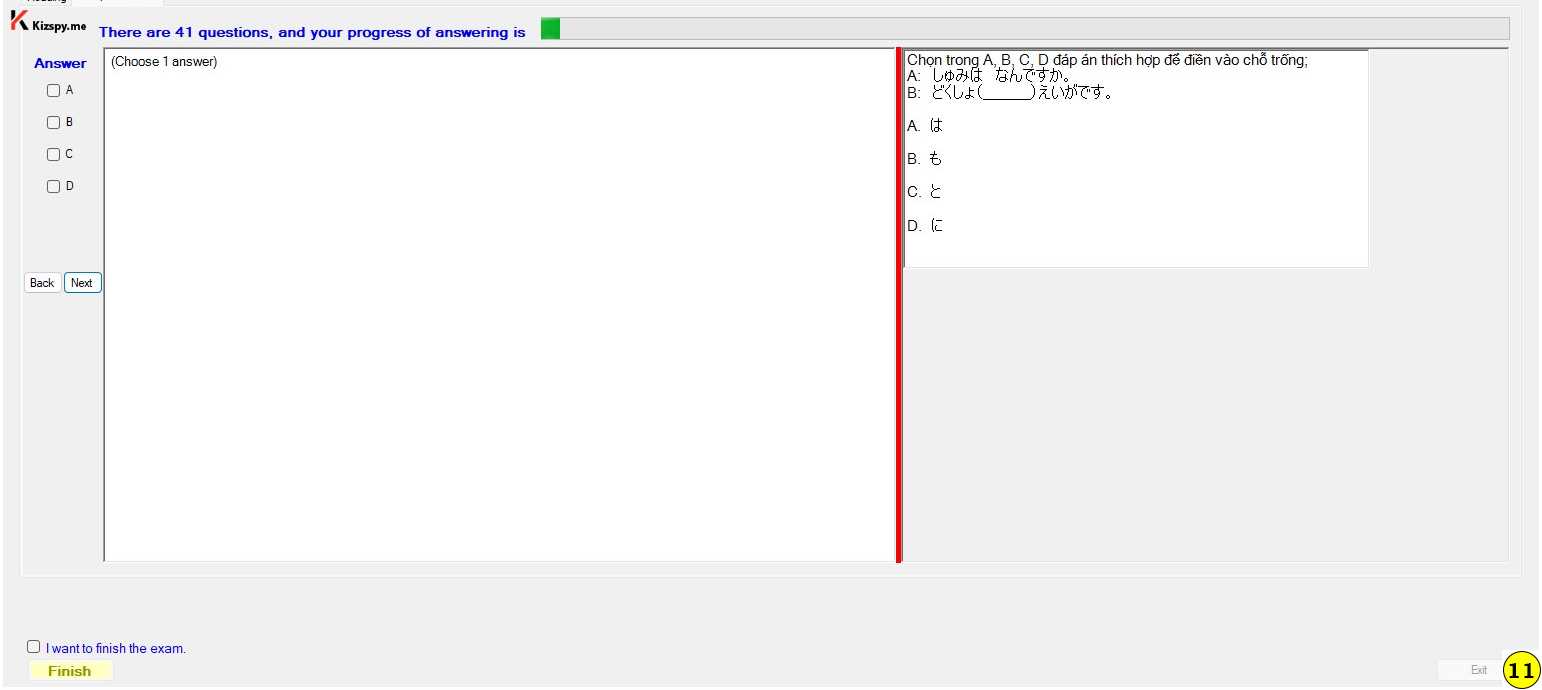 Kizspy.me
There are 41 questions, and your progress of answering is
Answer
A
B
C
D
Back Next
(Choose 1 answer)
Chọn trong A, B, C, D đáp án thích hợp để điền vào chỗ trống;
A: しゅみは なんですか。
B: どくしょ(______)えいがです。
A. は
B. も
C. と
D. に
I want to finish the exam.
Finish
Exit
11